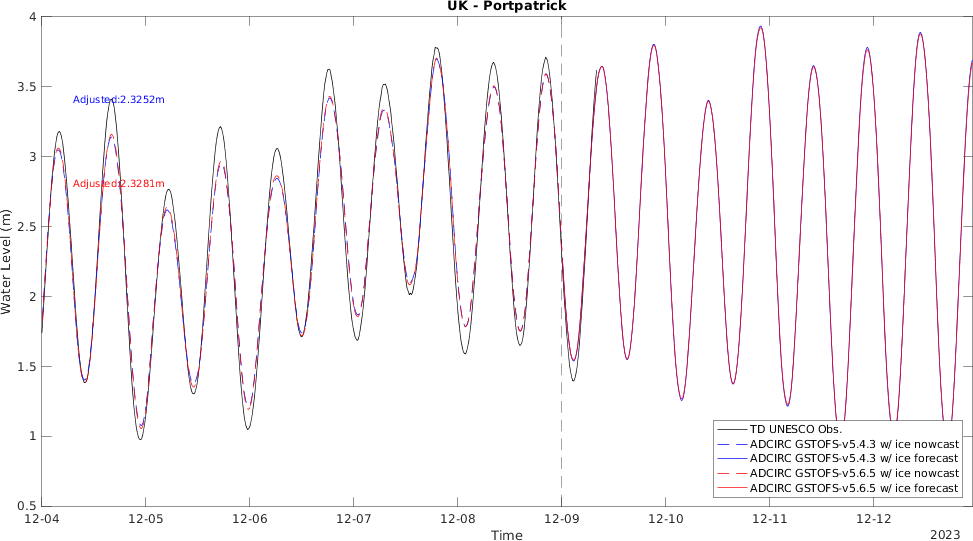 UK - Portpatrick
4
3.5
3
2.5
2
1.5
1
0.5
Water Level (m)
Adjusted:2.3252m
Adjusted:2.3281m
TD UNESCO Obs.
ADCIRC GSTOFS-v5.4.3 w/ ice nowcast
ADCIRC GSTOFS-v5.4.3 w/ ice forecast
ADCIRC GSTOFS-v5.6.5 w/ ice nowcast
ADCIRC GSTOFS-v5.6.5 w/ ice forecast
12-04 12-05 12-06 12-07 12-08 12-09 12-10 12-11 12-12
Time
2023